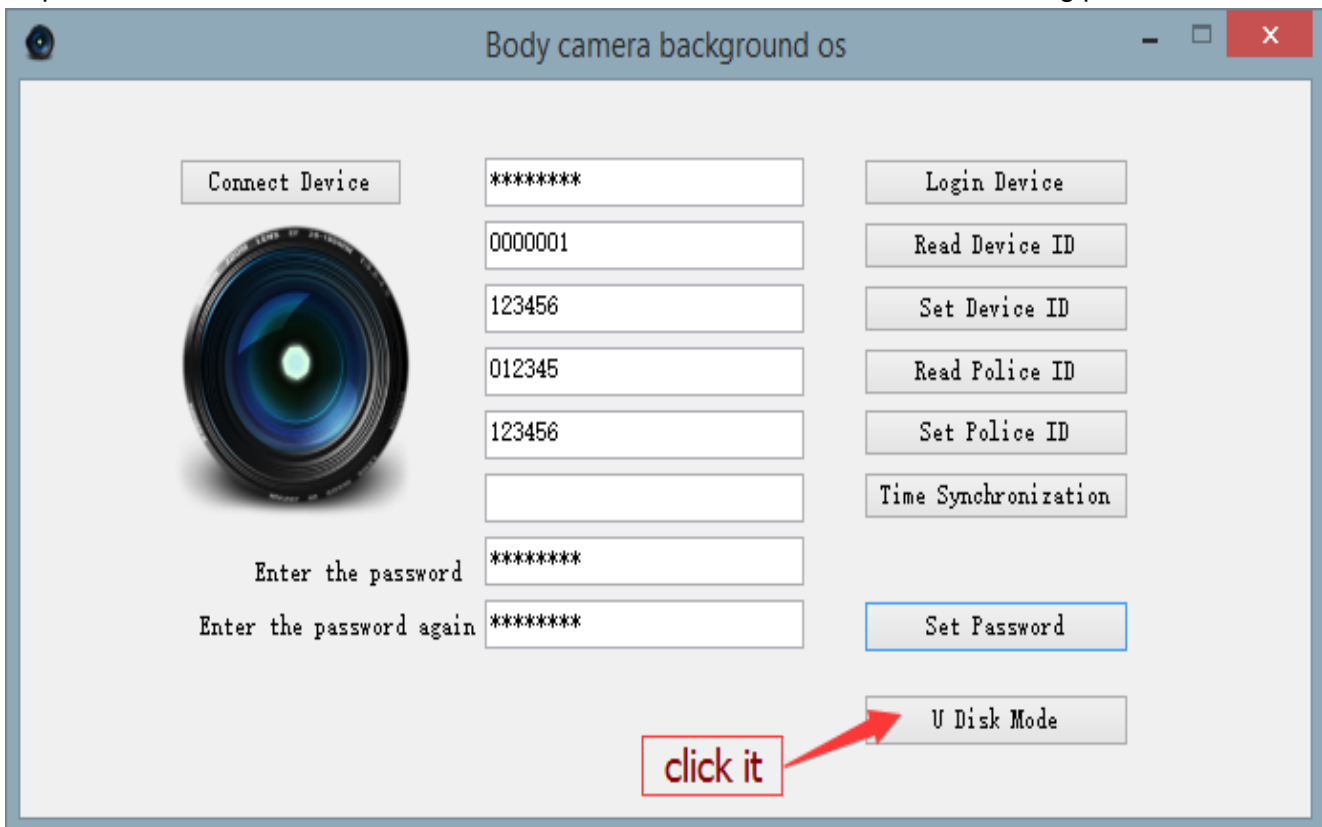 Body camera background os
Connect Device ******** Login Device
0000001 Read Device ID
123456 Set Device ID
012345 Read Police ID
123456 Set Police ID
Time Synchronization
Enter the password ********
Enter the password again ******** Set Password
U Disk Mode
click it